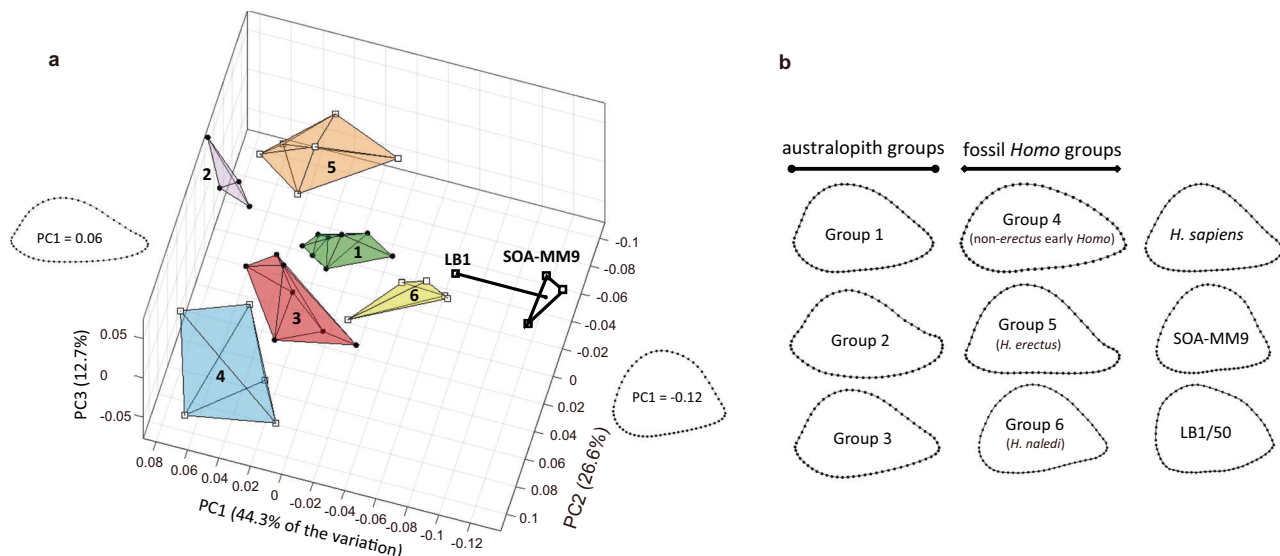 a
b
2
5
1
3
4
6
LB1
SOA-MM9
PC1 = 0.06
PC1 = -0.12
PC3 (12.7%)
0.05
0
-0.05
0.08
0.06
0.04
0.02
0
-0.02
-0.04
-0.06
-0.08
-0.1
-0.12
PC1 (44.3% of the variation)
-0.1
-0.08
-0.06
-0.04
-0.02
0
0.02
0.04
0.06
0.08
0.1
PC2 (26.6%)
australopith groups
fossil Homo groups
Group 1
Group 4
(non-erectus early Homo)
H. sapiens
Group 2
Group 5
(H. erectus)
SOA-MM9
Group 3
Group 6
(H. naledi)
LB1/50